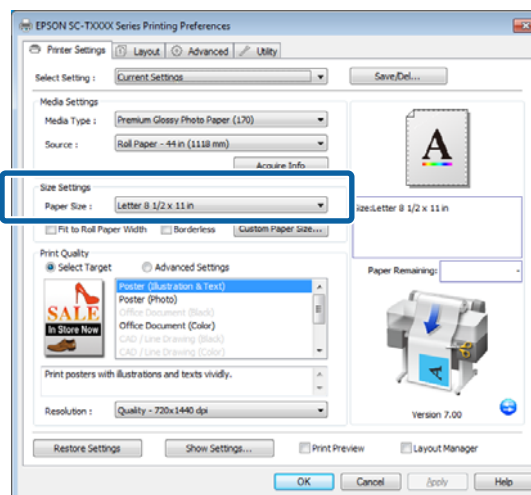 EPSON SC-TXXXX Series Printing Preferences
Printer Settings Layout Advanced Utility
Select Setting : Current Settings Save/Del...
Media Settings
Media Type : Premium Glossy Photo Paper (170)
Source : Roll Paper - 44 in (1118 mm)
Acquire Info
A
Size Settings
Paper Size : Letter 8 1/2 x 11 in
Size:Letter 8 1/2 x 11 in
Fit to Roll Paper Width Borderless Custom Paper Size...
Print Quality
Select Target Advanced Settings
Paper Remaining: -
SALE
In Store Now
Poster (Illustration & Text)
Poster (Photo)
Office Document (Black)
Office Document (Color)
CAD / Line Drawing (Black)
CAD / Line Drawing (Color)
A
Print posters with illustrations and texts vividly.
Resolution : Quality - 720x1440 dpi
Version 7.00
Restore Settings Show Settings... Print Preview Layout Manager
OK Cancel Apply Help